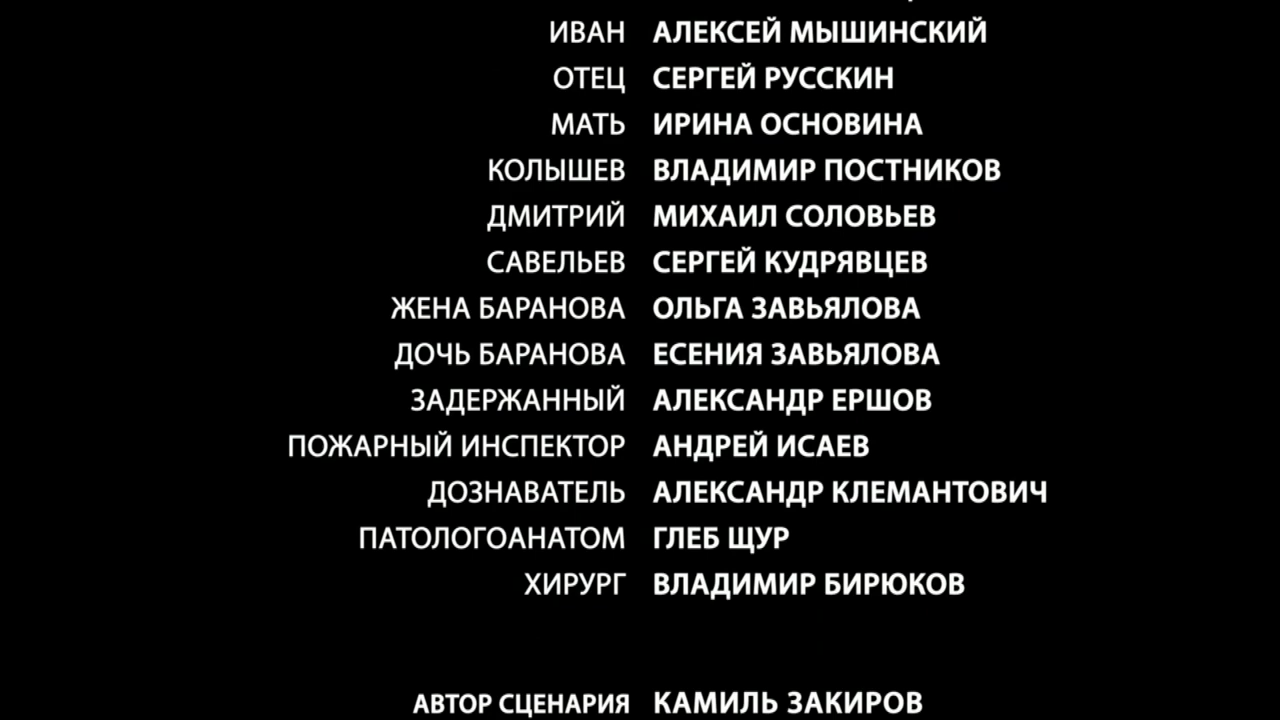 ИВАН АЛЕКСЕЙ МЫШИНСКИЙ
ОТЕЦ СЕРГЕЙ РУССКИН
МАТЬ ИРИНА ОСНОВИНА
КОЛЫШЕВ ВЛАДИМИР ПОСТНИКОВ
ДМИТРИЙ МИХАИЛ СОЛОВЬЕВ
САВЕЛЬЕВ СЕРГЕЙ КУДРЯВЦЕВ
ЖЕНА БАРАНОВА ОЛЬГА ЗАВЬЯЛОВА
ДОЧЬ БАРАНОВА ЕСЕНИЯ ЗАВЬЯЛОВА
ЗАДЕРЖАННЫЙ АЛЕКСАНДР ЕРШОВ
ПОЖАРНЫЙ ИНСПЕКТОР АНДРЕЙ ИСАЕВ
ДОЗНАВАТЕЛЬ АЛЕКСАНДР КЛЕМАНТОВИЧ
ПАТОЛОГОАНАТОМ ГЛЕБ ЩУР
ХИРУРГ ВЛАДИМИР БИРЮКОВ
АВТОР СЦЕНАРИЯ КАМИЛЬ ЗАКИРОВ